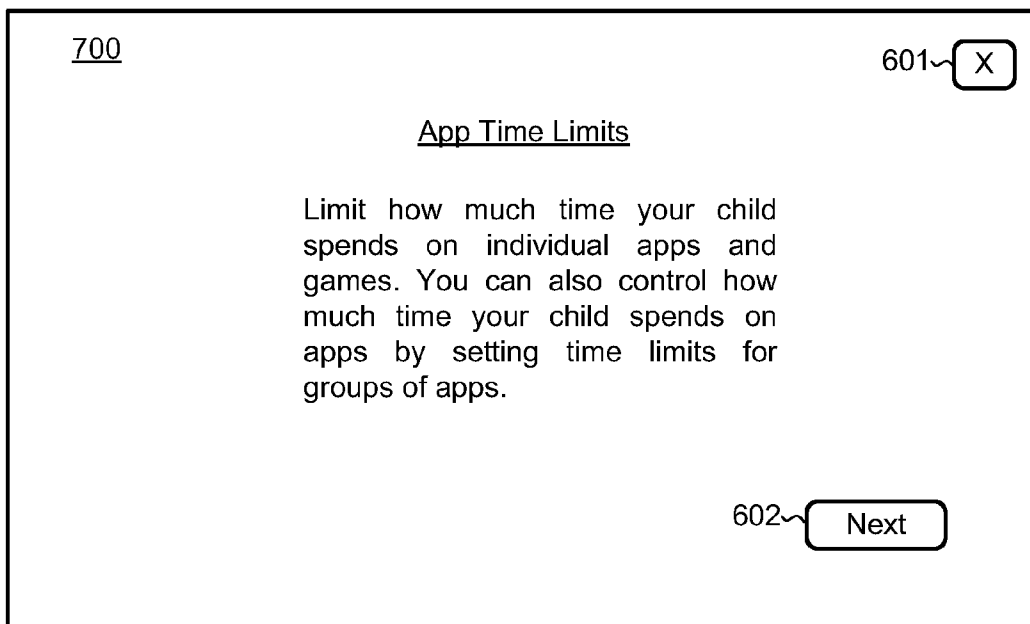 700
601 X
App Time Limits
Limit how much time your child
spends on individual apps and
games. You can also control how
much time your child spends on
apps by setting time limits for
groups of apps.
602 Next